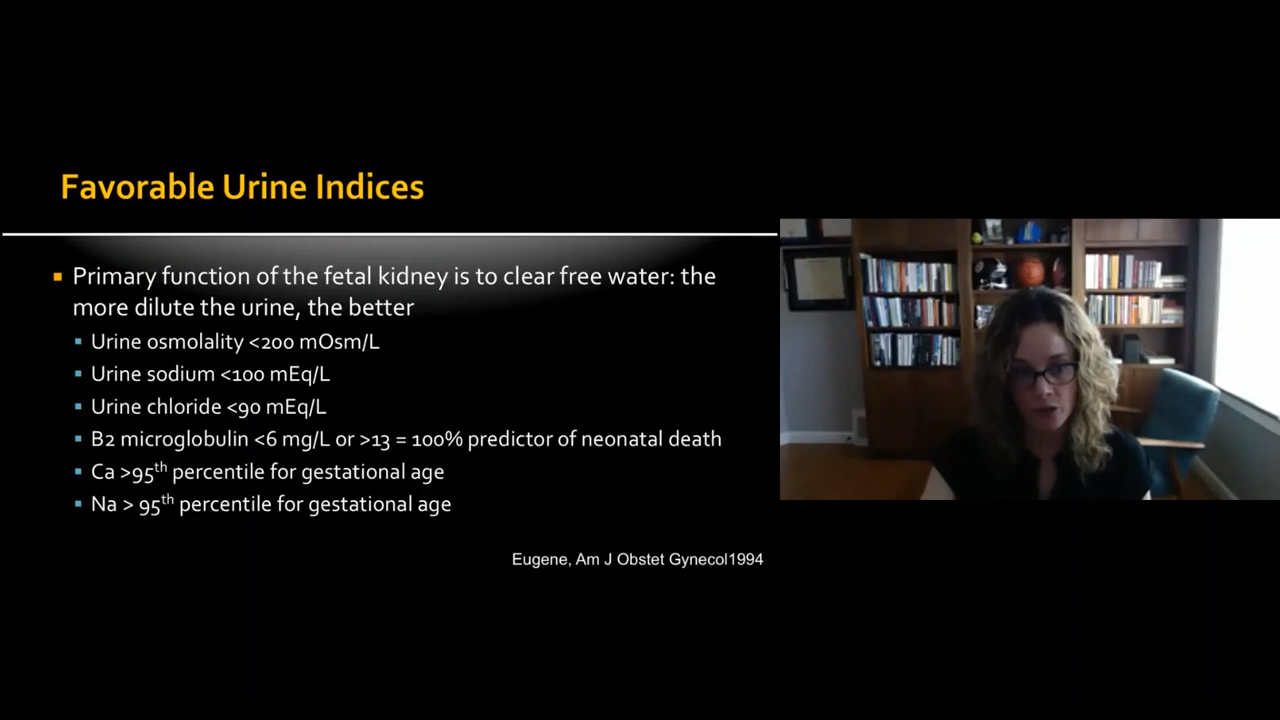 Favorable Urine Indices
Primary function of the fetal kidney is to clear free water: the
more dilute the urine, the better
Urine osmolality <200 mOsm/L
Urine sodium <100 mEq/L
Urine chloride <90 mEq/L
B2 microglobulin <6 mg/L or >13 = 100% predictor of neonatal death
Ca >95th percentile for gestational age
Na > 95th percentile for gestational age
Eugene, Am J Obstet Gynecol1994